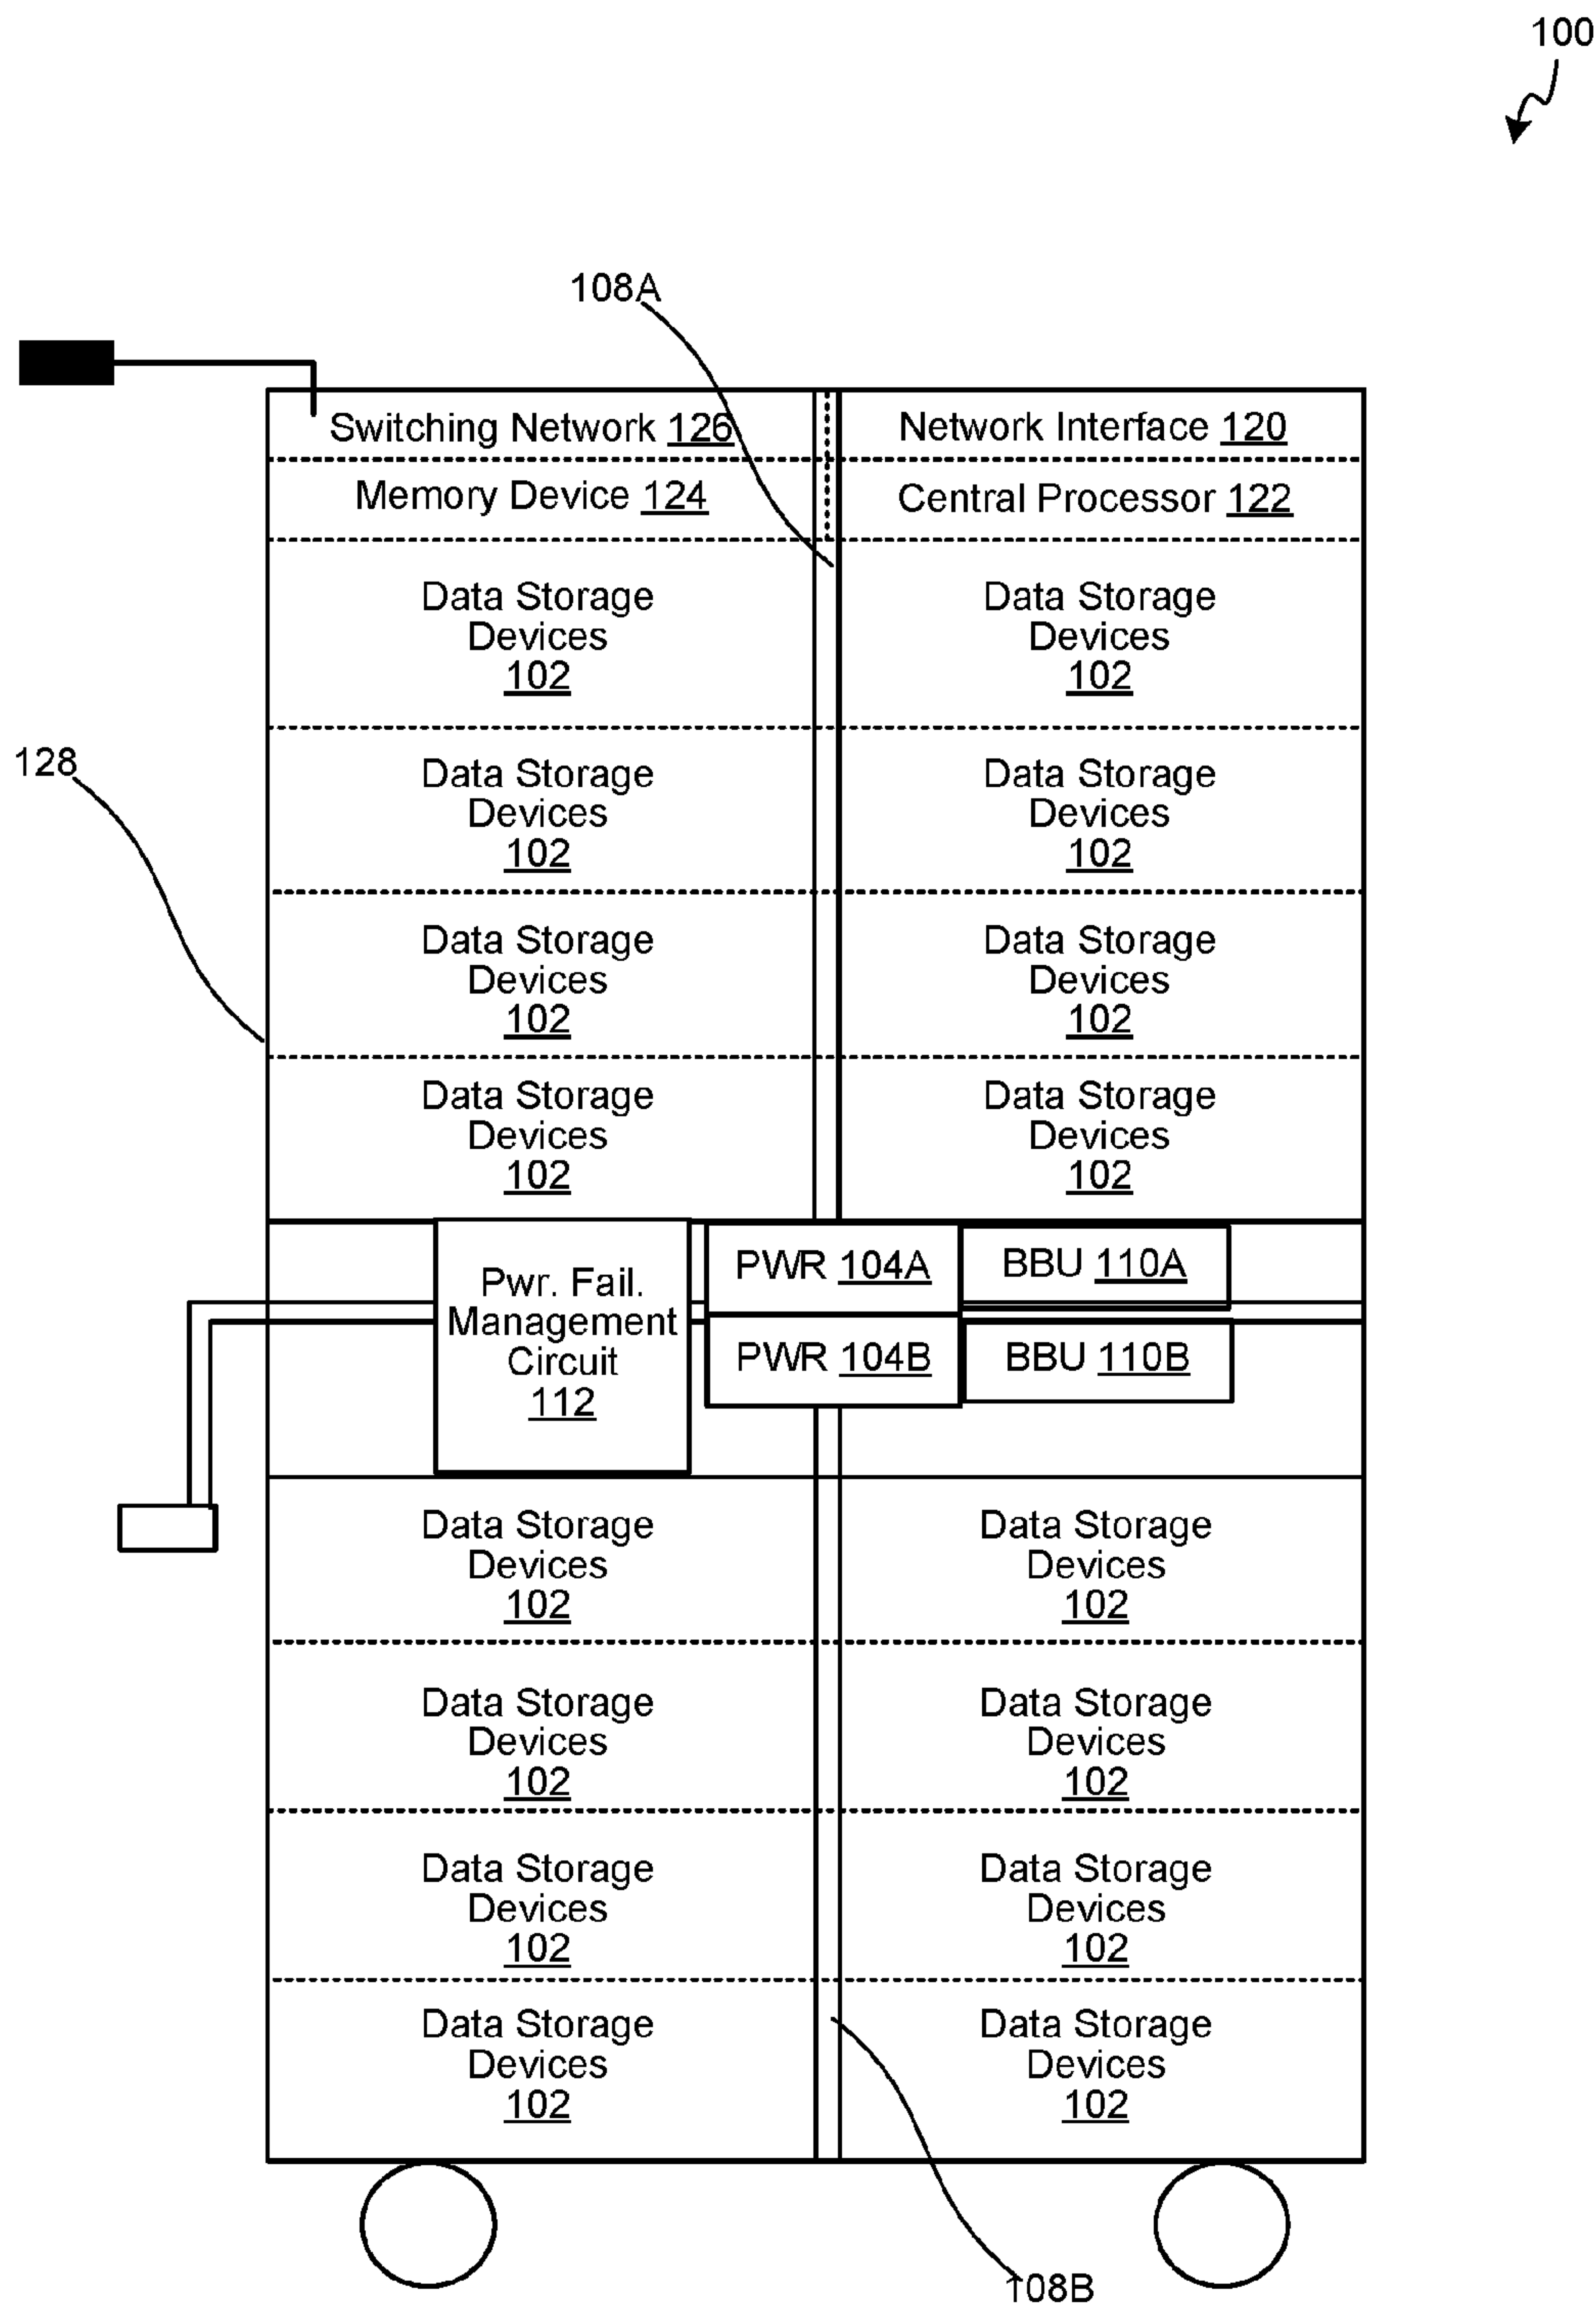 100
108A
Switching Network 126
Network Interface 120
Memory Device 124
Central Processor 122
Data Storage
Devices
102
Data Storage
Devices
102
128
Data Storage
Devices
102
Data Storage
Devices
102
Data Storage
Devices
102
Data Storage
Devices
102
Data Storage
Devices
102
Data Storage
Devices
102
Pwr. Fail.
Management
Circuit
112
PWR 104A
BBU 110A
PWR 104B
BBU 110B
Data Storage
Devices
102
Data Storage
Devices
102
Data Storage
Devices
102
Data Storage
Devices
102
Data Storage
Devices
102
Data Storage
Devices
102
Data Storage
Devices
102
Data Storage
Devices
102
108B